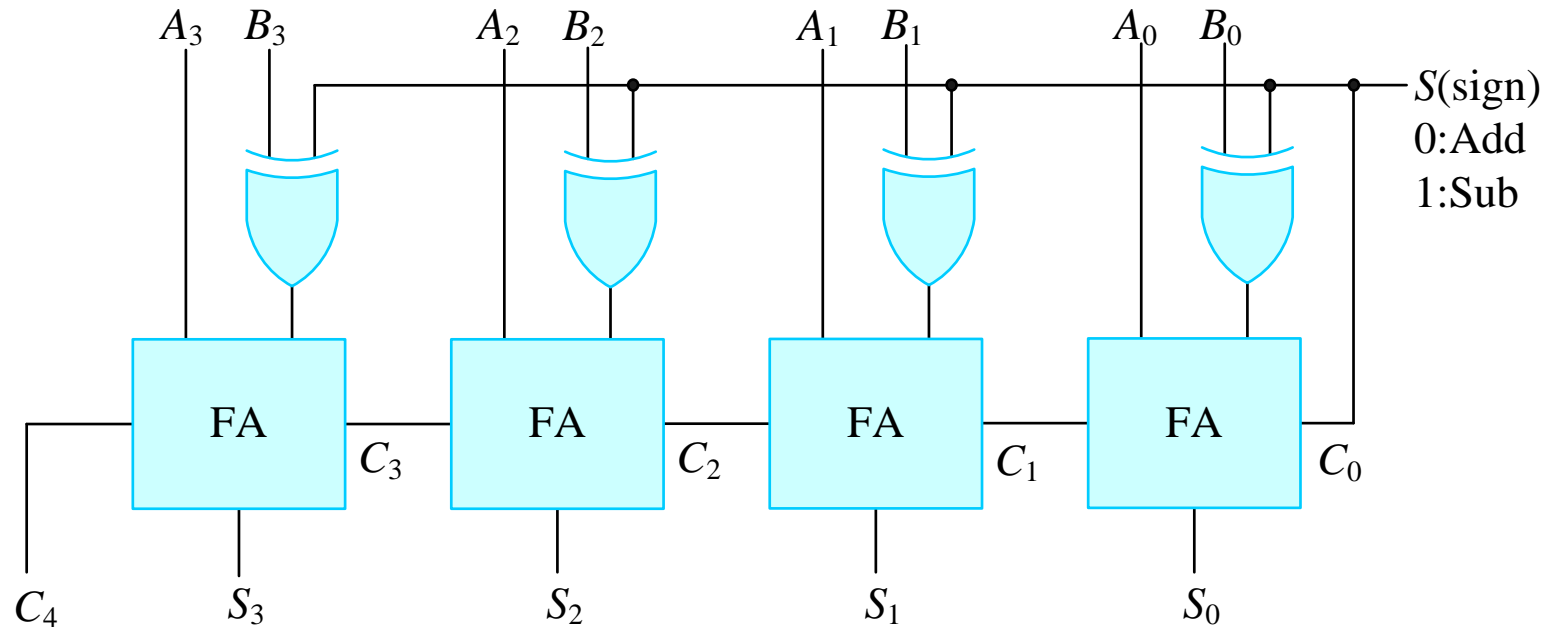 A₃ B₃ A₂ B₂ A₁ B₁ A₀ B₀
S(sign)
0:Add
1:Sub
FA FA FA FA
C₃ C₂ C₁ C₀
C₄ S₃ S₂ S₁ S₀